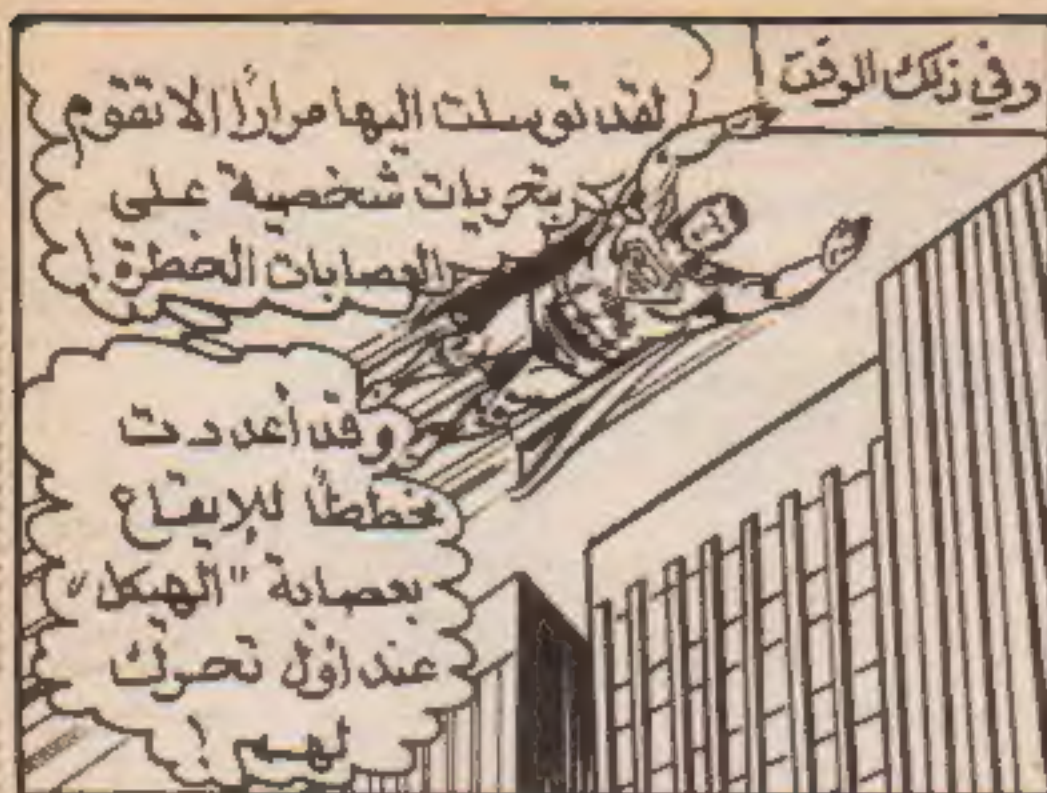 وفي ذلك الوقت
لقد توسلت اليها مرارًا الا تقوم
بتحريات شخصية على
العصابات الخطرة!
وقد أعددت
خططًا للإيقاع
بعصابة "الهيكل"
عند أول تحرك
لهم!